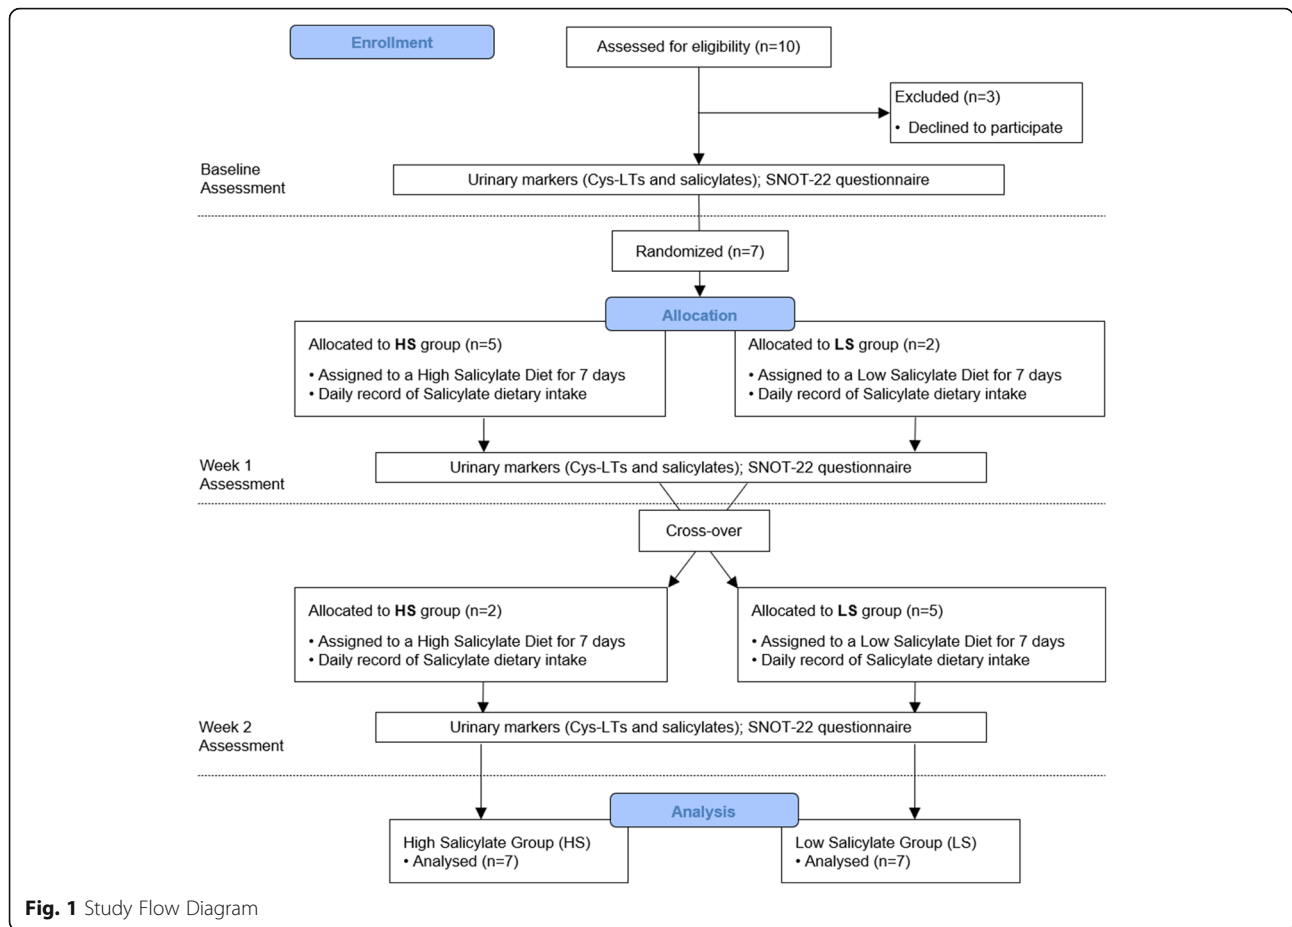 Enrollment
Assessed for eligibility (n=10)
Excluded (n=3)
• Declined to participate
Baseline
Assessment
Urinary markers (Cys-LTs and salicylates); SNOT-22 questionnaire
Randomized (n=7)
Allocation
Allocated to HS group (n=5)
• Assigned to a High Salicylate Diet for 7 days
• Daily record of Salicylate dietary intake
Allocated to LS group (n=2)
• Assigned to a Low Salicylate Diet for 7 days
• Daily record of Salicylate dietary intake
Week 1
Assessment
Urinary markers (Cys-LTs and salicylates); SNOT-22 questionnaire
Cross-over
Allocated to HS group (n=2)
• Assigned to a High Salicylate Diet for 7 days
• Daily record of Salicylate dietary intake
Allocated to LS group (n=5)
• Assigned to a Low Salicylate Diet for 7 days
• Daily record of Salicylate dietary intake
Week 2
Assessment
Urinary markers (Cys-LTs and salicylates); SNOT-22 questionnaire
Analysis
High Salicylate Group (HS)
• Analysed (n=7)
Low Salicylate Group (LS)
• Analysed (n=7)
Fig. 1 Study Flow Diagram